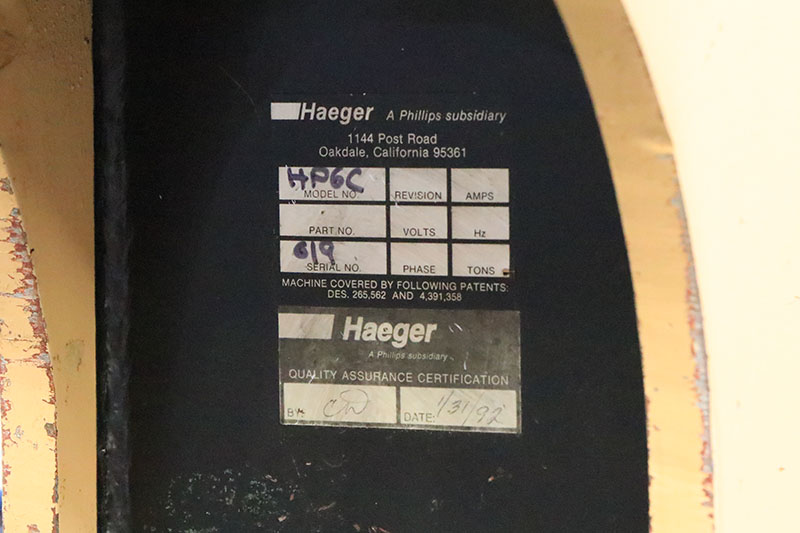 Haeger A Phillips subsidiary
1144 Post Road
Oakdale, California 95361
HP6C
MODEL NO. REVISION AMPS
PART NO. VOLTS Hz
619
SERIAL NO. PHASE TONS
MACHINE COVERED BY FOLLOWING PATENTS:
DES. 265,562 AND 4,391,358
Haeger
A Phillips subsidiary
QUALITY ASSURANCE CERTIFICATION
BY: DATE: 1/31/92